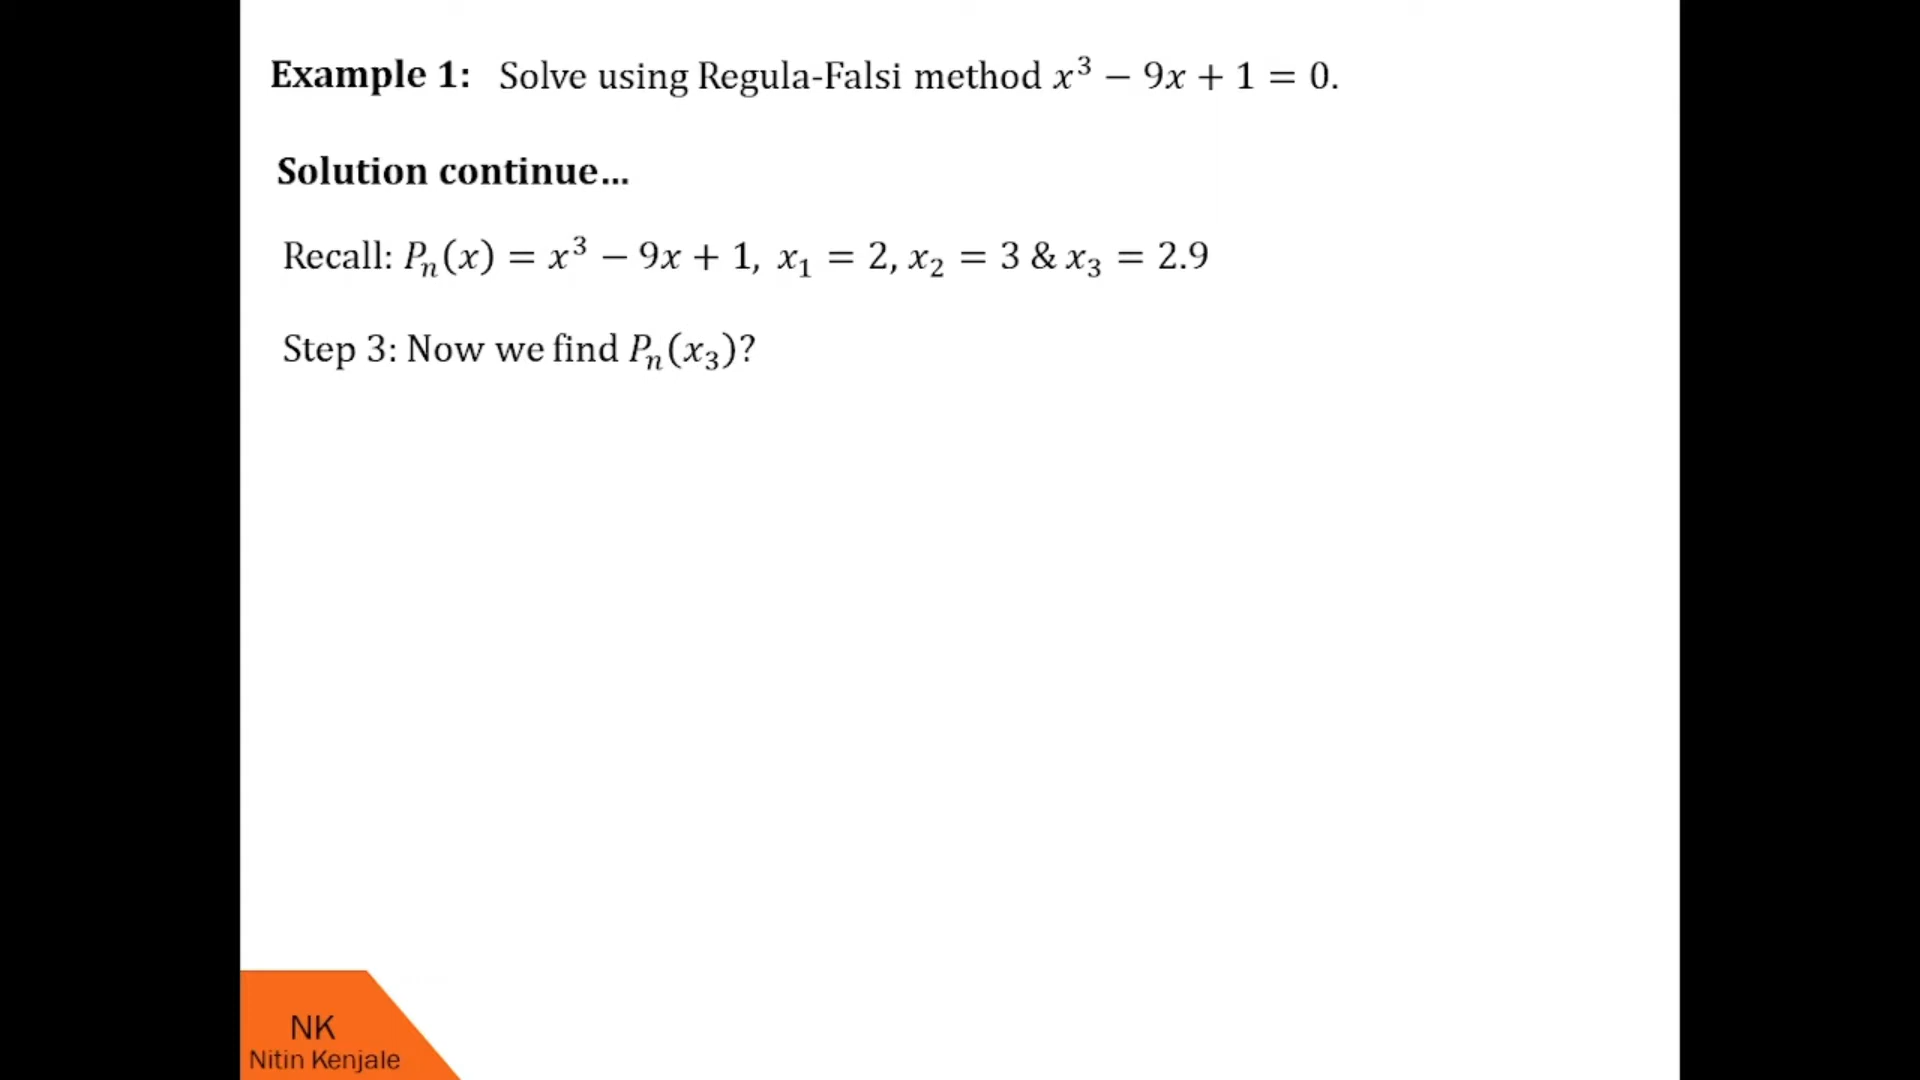 Example 1: Solve using Regula-Falsi method x³ − 9x + 1 = 0.
Solution continue…
Recall: Pₙ(x) = x³ − 9x + 1, x₁ = 2, x₂ = 3 & x₃ = 2.9
Step 3: Now we find Pₙ(x₃)?
NK
Nitin Kenjale